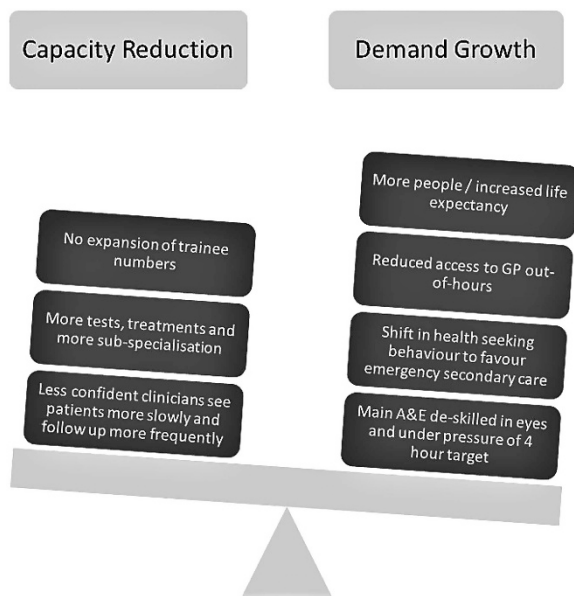 Capacity Reduction
Demand Growth
No expansion of trainee
numbers
More tests, treatments and
more sub-specialisation
Less confident clinicians see
patients more slowly and
follow up more frequently
More people / increased life
expectancy
Reduced access to GP out-
of-hours
Shift in health seeking
behaviour to favour
emergency secondary care
Main A&E de-skilled in eyes
and under pressure of 4
hour target